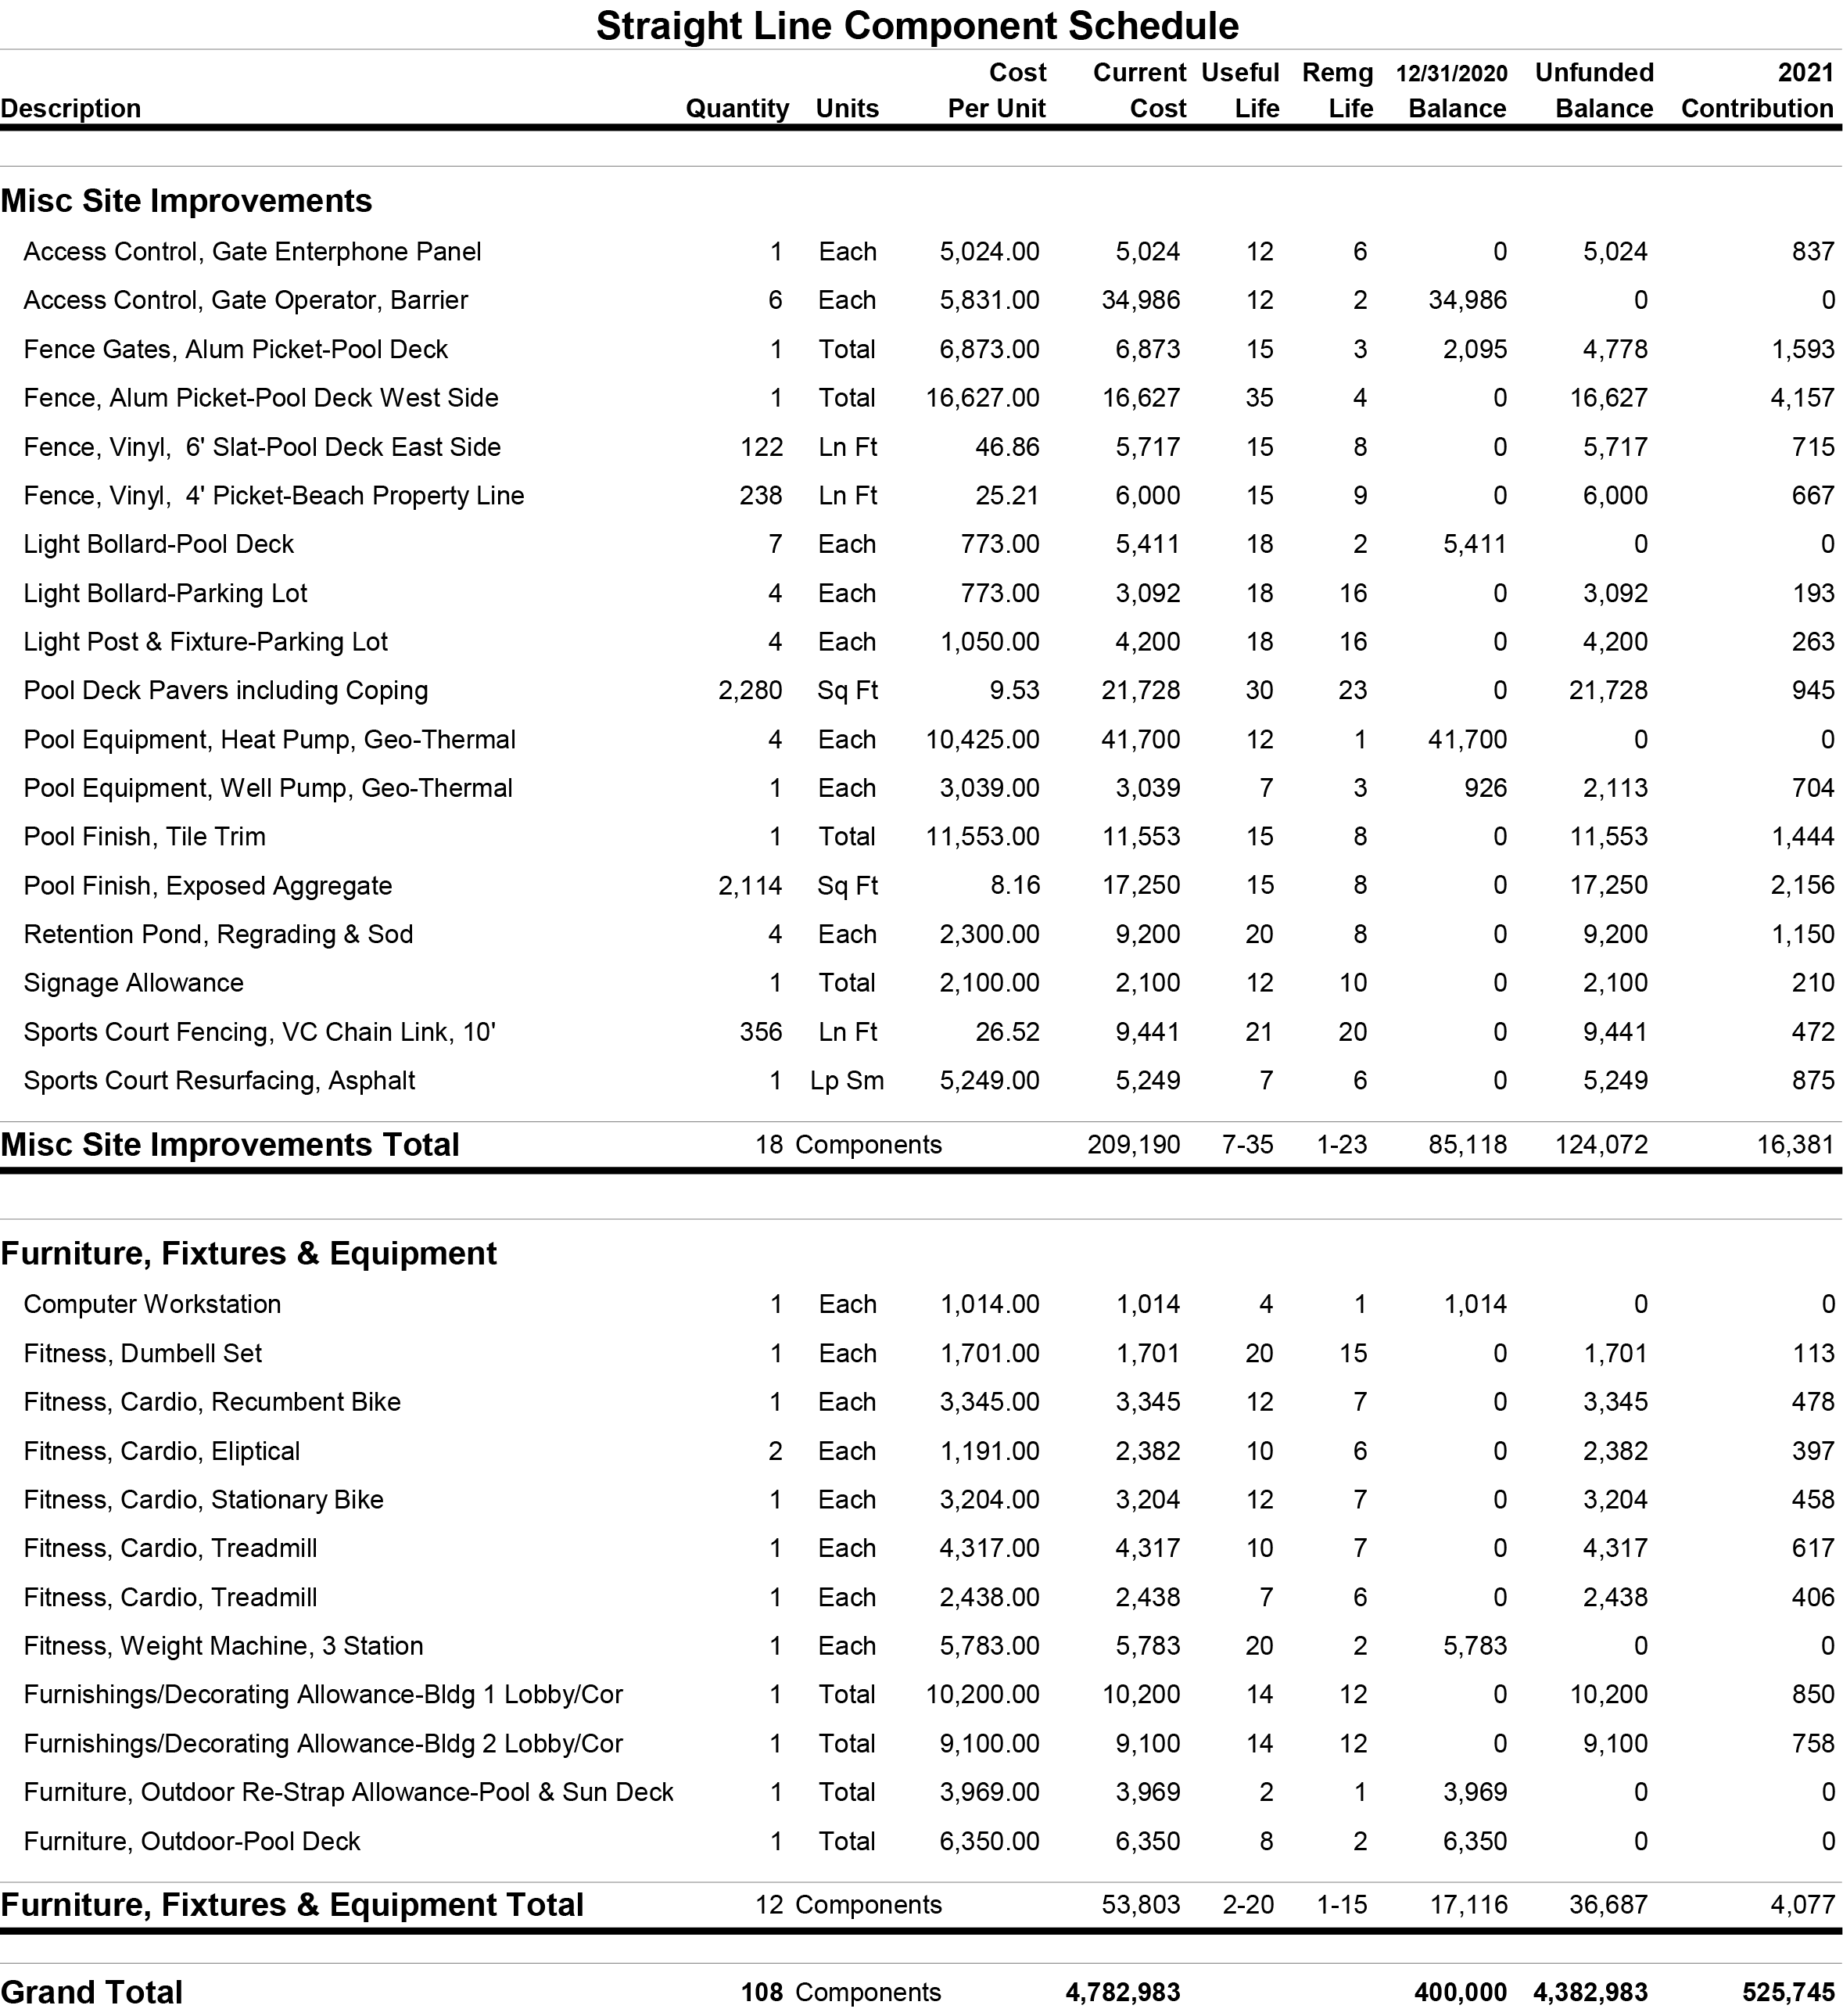 Straight Line Component Schedule
Cost Current Useful Remg 12/31/2020 Unfunded 2021
Description Quantity Units Per Unit Cost Life Life Balance Balance Contribution
Misc Site Improvements
Access Control, Gate Enterphone Panel 1 Each 5,024.00 5,024 12 6 0 5,024 837
Access Control, Gate Operator, Barrier 6 Each 5,831.00 34,986 12 2 34,986 0 0
Fence Gates, Alum Picket-Pool Deck 1 Total 6,873.00 6,873 15 3 2,095 4,778 1,593
Fence, Alum Picket-Pool Deck West Side 1 Total 16,627.00 16,627 35 4 0 16,627 4,157
Fence, Vinyl, 6' Slat-Pool Deck East Side 122 Ln Ft 46.86 5,717 15 8 0 5,717 715
Fence, Vinyl, 4' Picket-Beach Property Line 238 Ln Ft 25.21 6,000 15 9 0 6,000 667
Light Bollard-Pool Deck 7 Each 773.00 5,411 18 2 5,411 0 0
Light Bollard-Parking Lot 4 Each 773.00 3,092 18 16 0 3,092 193
Light Post & Fixture-Parking Lot 4 Each 1,050.00 4,200 18 16 0 4,200 263
Pool Deck Pavers including Coping 2,280 Sq Ft 9.53 21,728 30 23 0 21,728 945
Pool Equipment, Heat Pump, Geo-Thermal 4 Each 10,425.00 41,700 12 1 41,700 0 0
Pool Equipment, Well Pump, Geo-Thermal 1 Each 3,039.00 3,039 7 3 926 2,113 704
Pool Finish, Tile Trim 1 Total 11,553.00 11,553 15 8 0 11,553 1,444
Pool Finish, Exposed Aggregate 2,114 Sq Ft 8.16 17,250 15 8 0 17,250 2,156
Retention Pond, Regrading & Sod 4 Each 2,300.00 9,200 20 8 0 9,200 1,150
Signage Allowance 1 Total 2,100.00 2,100 12 10 0 2,100 210
Sports Court Fencing, VC Chain Link, 10' 356 Ln Ft 26.52 9,441 21 20 0 9,441 472
Sports Court Resurfacing, Asphalt 1 Lp Sm 5,249.00 5,249 7 6 0 5,249 875
Misc Site Improvements Total 18 Components 209,190 7-35 1-23 85,118 124,072 16,381
Furniture, Fixtures & Equipment
Computer Workstation 1 Each 1,014.00 1,014 4 1 1,014 0 0
Fitness, Dumbell Set 1 Each 1,701.00 1,701 20 15 0 1,701 113
Fitness, Cardio, Recumbent Bike 1 Each 3,345.00 3,345 12 7 0 3,345 478
Fitness, Cardio, Eliptical 2 Each 1,191.00 2,382 10 6 0 2,382 397
Fitness, Cardio, Stationary Bike 1 Each 3,204.00 3,204 12 7 0 3,204 458
Fitness, Cardio, Treadmill 1 Each 4,317.00 4,317 10 7 0 4,317 617
Fitness, Cardio, Treadmill 1 Each 2,438.00 2,438 7 6 0 2,438 406
Fitness, Weight Machine, 3 Station 1 Each 5,783.00 5,783 20 2 5,783 0 0
Furnishings/Decorating Allowance-Bldg 1 Lobby/Cor 1 Total 10,200.00 10,200 14 12 0 10,200 850
Furnishings/Decorating Allowance-Bldg 2 Lobby/Cor 1 Total 9,100.00 9,100 14 12 0 9,100 758
Furniture, Outdoor Re-Strap Allowance-Pool & Sun Deck 1 Total 3,969.00 3,969 2 1 3,969 0 0
Furniture, Outdoor-Pool Deck 1 Total 6,350.00 6,350 8 2 6,350 0 0
Furniture, Fixtures & Equipment Total 12 Components 53,803 2-20 1-15 17,116 36,687 4,077
Grand Total 108 Components 4,782,983 400,000 4,382,983 525,745